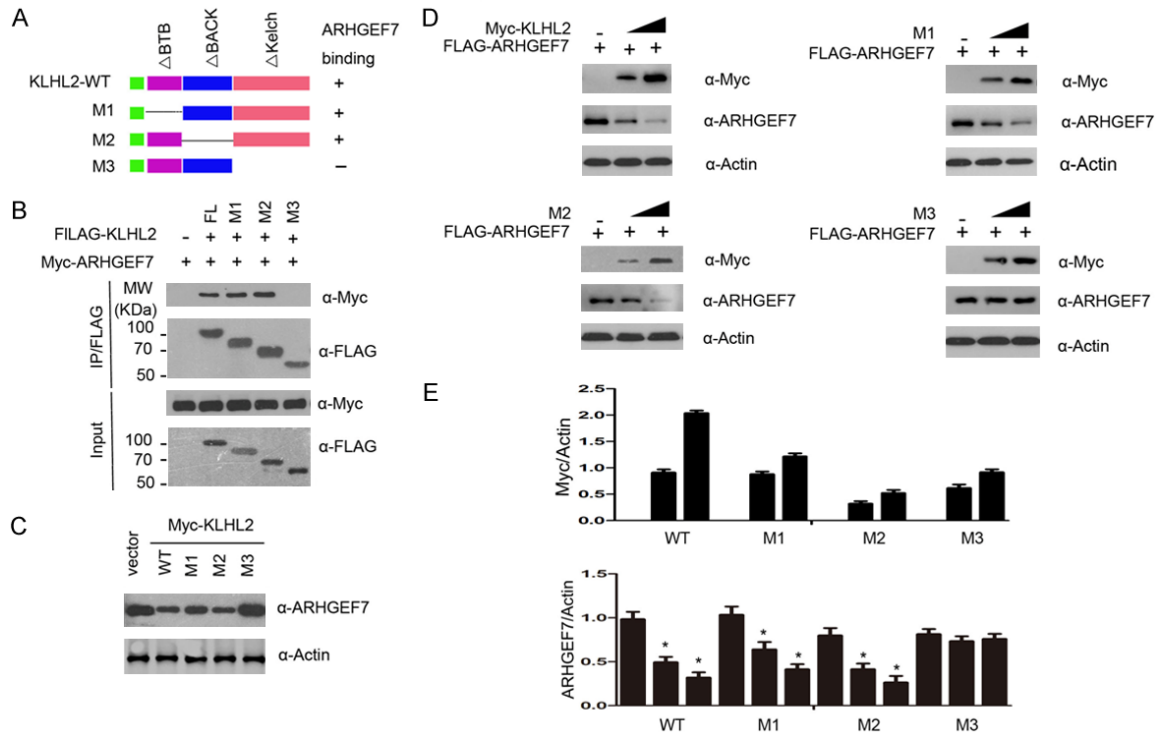 A
△BTB
△BACK
△Kelch
ARHGEF7
binding
KLHL2-WT +
M1 +
M2 +
M3 −
B
FL M1 M2 M3
FlLAG-KLHL2 - + + + +
Myc-ARHGEF7 + + + + +
MW
(KDa)
IP/FLAG
α-Myc
100
70
50
α-FLAG
Input
α-Myc
100
70
50
α-FLAG
C
Myc-KLHL2
vector WT M1 M2 M3
α-ARHGEF7
α-Actin
D
Myc-KLHL2 -
FLAG-ARHGEF7 + + +
α-Myc
α-ARHGEF7
α-Actin
M1 -
FLAG-ARHGEF7 + + +
α-Myc
α-ARHGEF7
α-Actin
M2 -
FLAG-ARHGEF7 + + +
α-Myc
α-ARHGEF7
α-Actin
M3 -
FLAG-ARHGEF7 + + +
α-Myc
α-ARHGEF7
α-Actin
E
Myc/Actin
2.5
2.0
1.5
1.0
0.5
0.0
WT M1 M2 M3
ARHGEF7/Actin
1.5
1.0
0.5
0.0
* * * * * *
WT M1 M2 M3